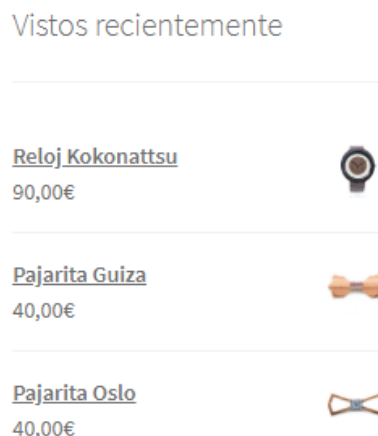 Vistos recientemente
Reloj Kokonattsu
90,00€
Pajarita Guiza
40,00€
Pajarita Oslo
40,00€